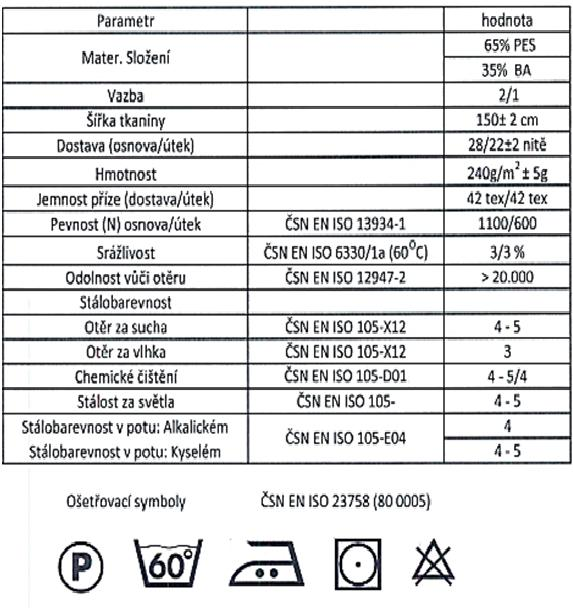 Parametr hodnota
Mater. Složení 65% PES
35% BA
Vazba 2/1
Šířka tkaniny 150± 2 cm
Dostava (osnova/útek) 28/22±2 nitě
Hmotnost 240g/m² ± 5g
Jemnost příze (dostava/útek) 42 tex/42 tex
Pevnost (N) osnova/útek ČSN EN ISO 13934-1 1100/600
Srážlivost ČSN EN ISO 6330/1a (60⁰C) 3/3 %
Odolnost vůči otěru ČSN EN ISO 12947-2 > 20.000
Stálobarevnost
Otěr za sucha ČSN EN ISO 105-X12 4 - 5
Otěr za vlhka ČSN EN ISO 105-X12 3
Chemické čištění ČSN EN ISO 105-D01 4 - 5/4
Stálost za světla ČSN EN ISO 105- 4 - 5
Stálobarevnost v potu: Alkalickém ČSN EN ISO 105-E04 4
Stálobarevnost v potu: Kyselém 4 - 5
Ošetřovací symboly ČSN EN ISO 23758 (80 0005)
P 60°